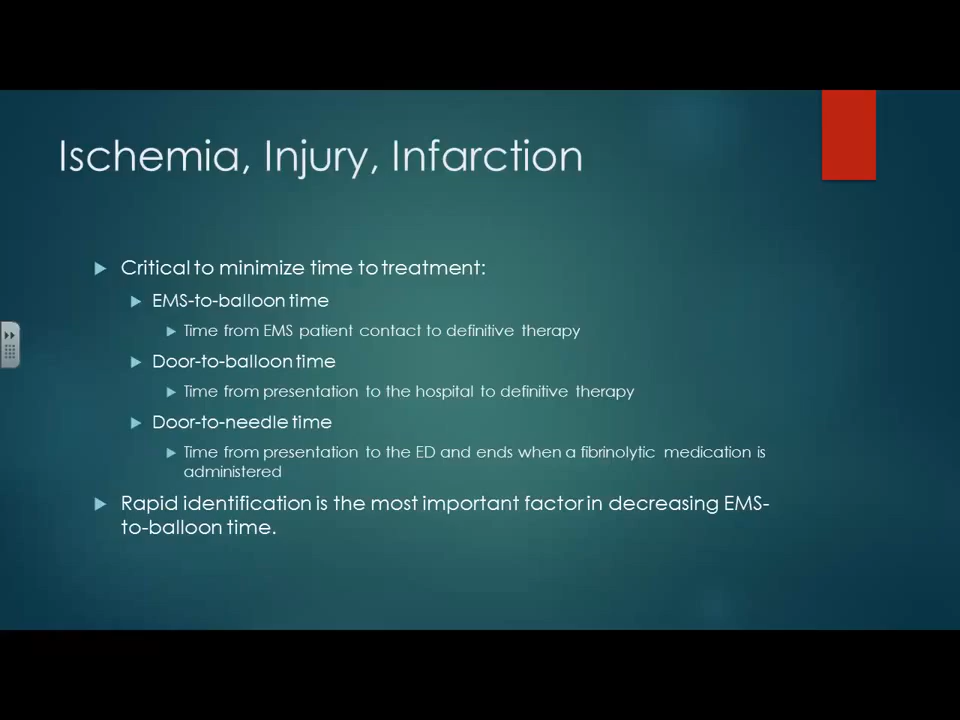 Ischemia, Injury, Infarction
Critical to minimize time to treatment:
EMS-to-balloon time
Time from EMS patient contact to definitive therapy
Door-to-balloon time
Time from presentation to the hospital to definitive therapy
Door-to-needle time
Time from presentation to the ED and ends when a fibrinolytic medication is
administered
Rapid identification is the most important factor in decreasing EMS-
to-balloon time.